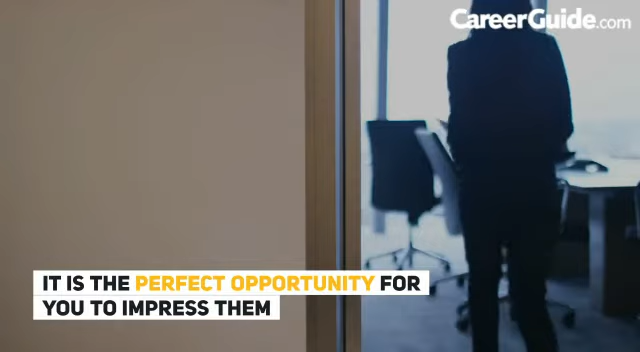 CareerGuide.com
IT IS THE PERFECT OPPORTUNITY FOR
YOU TO IMPRESS THEM